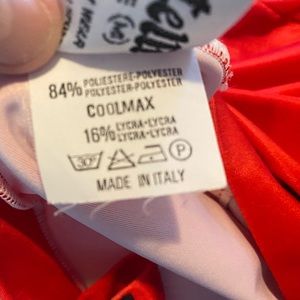 84% POLIESTERE-POLYESTER
POLYESTER-POLYESTER
COOLMAX
16% LYCRA-LYCRA
LYCRA-LYCRA
30° P
MADE IN ITALY